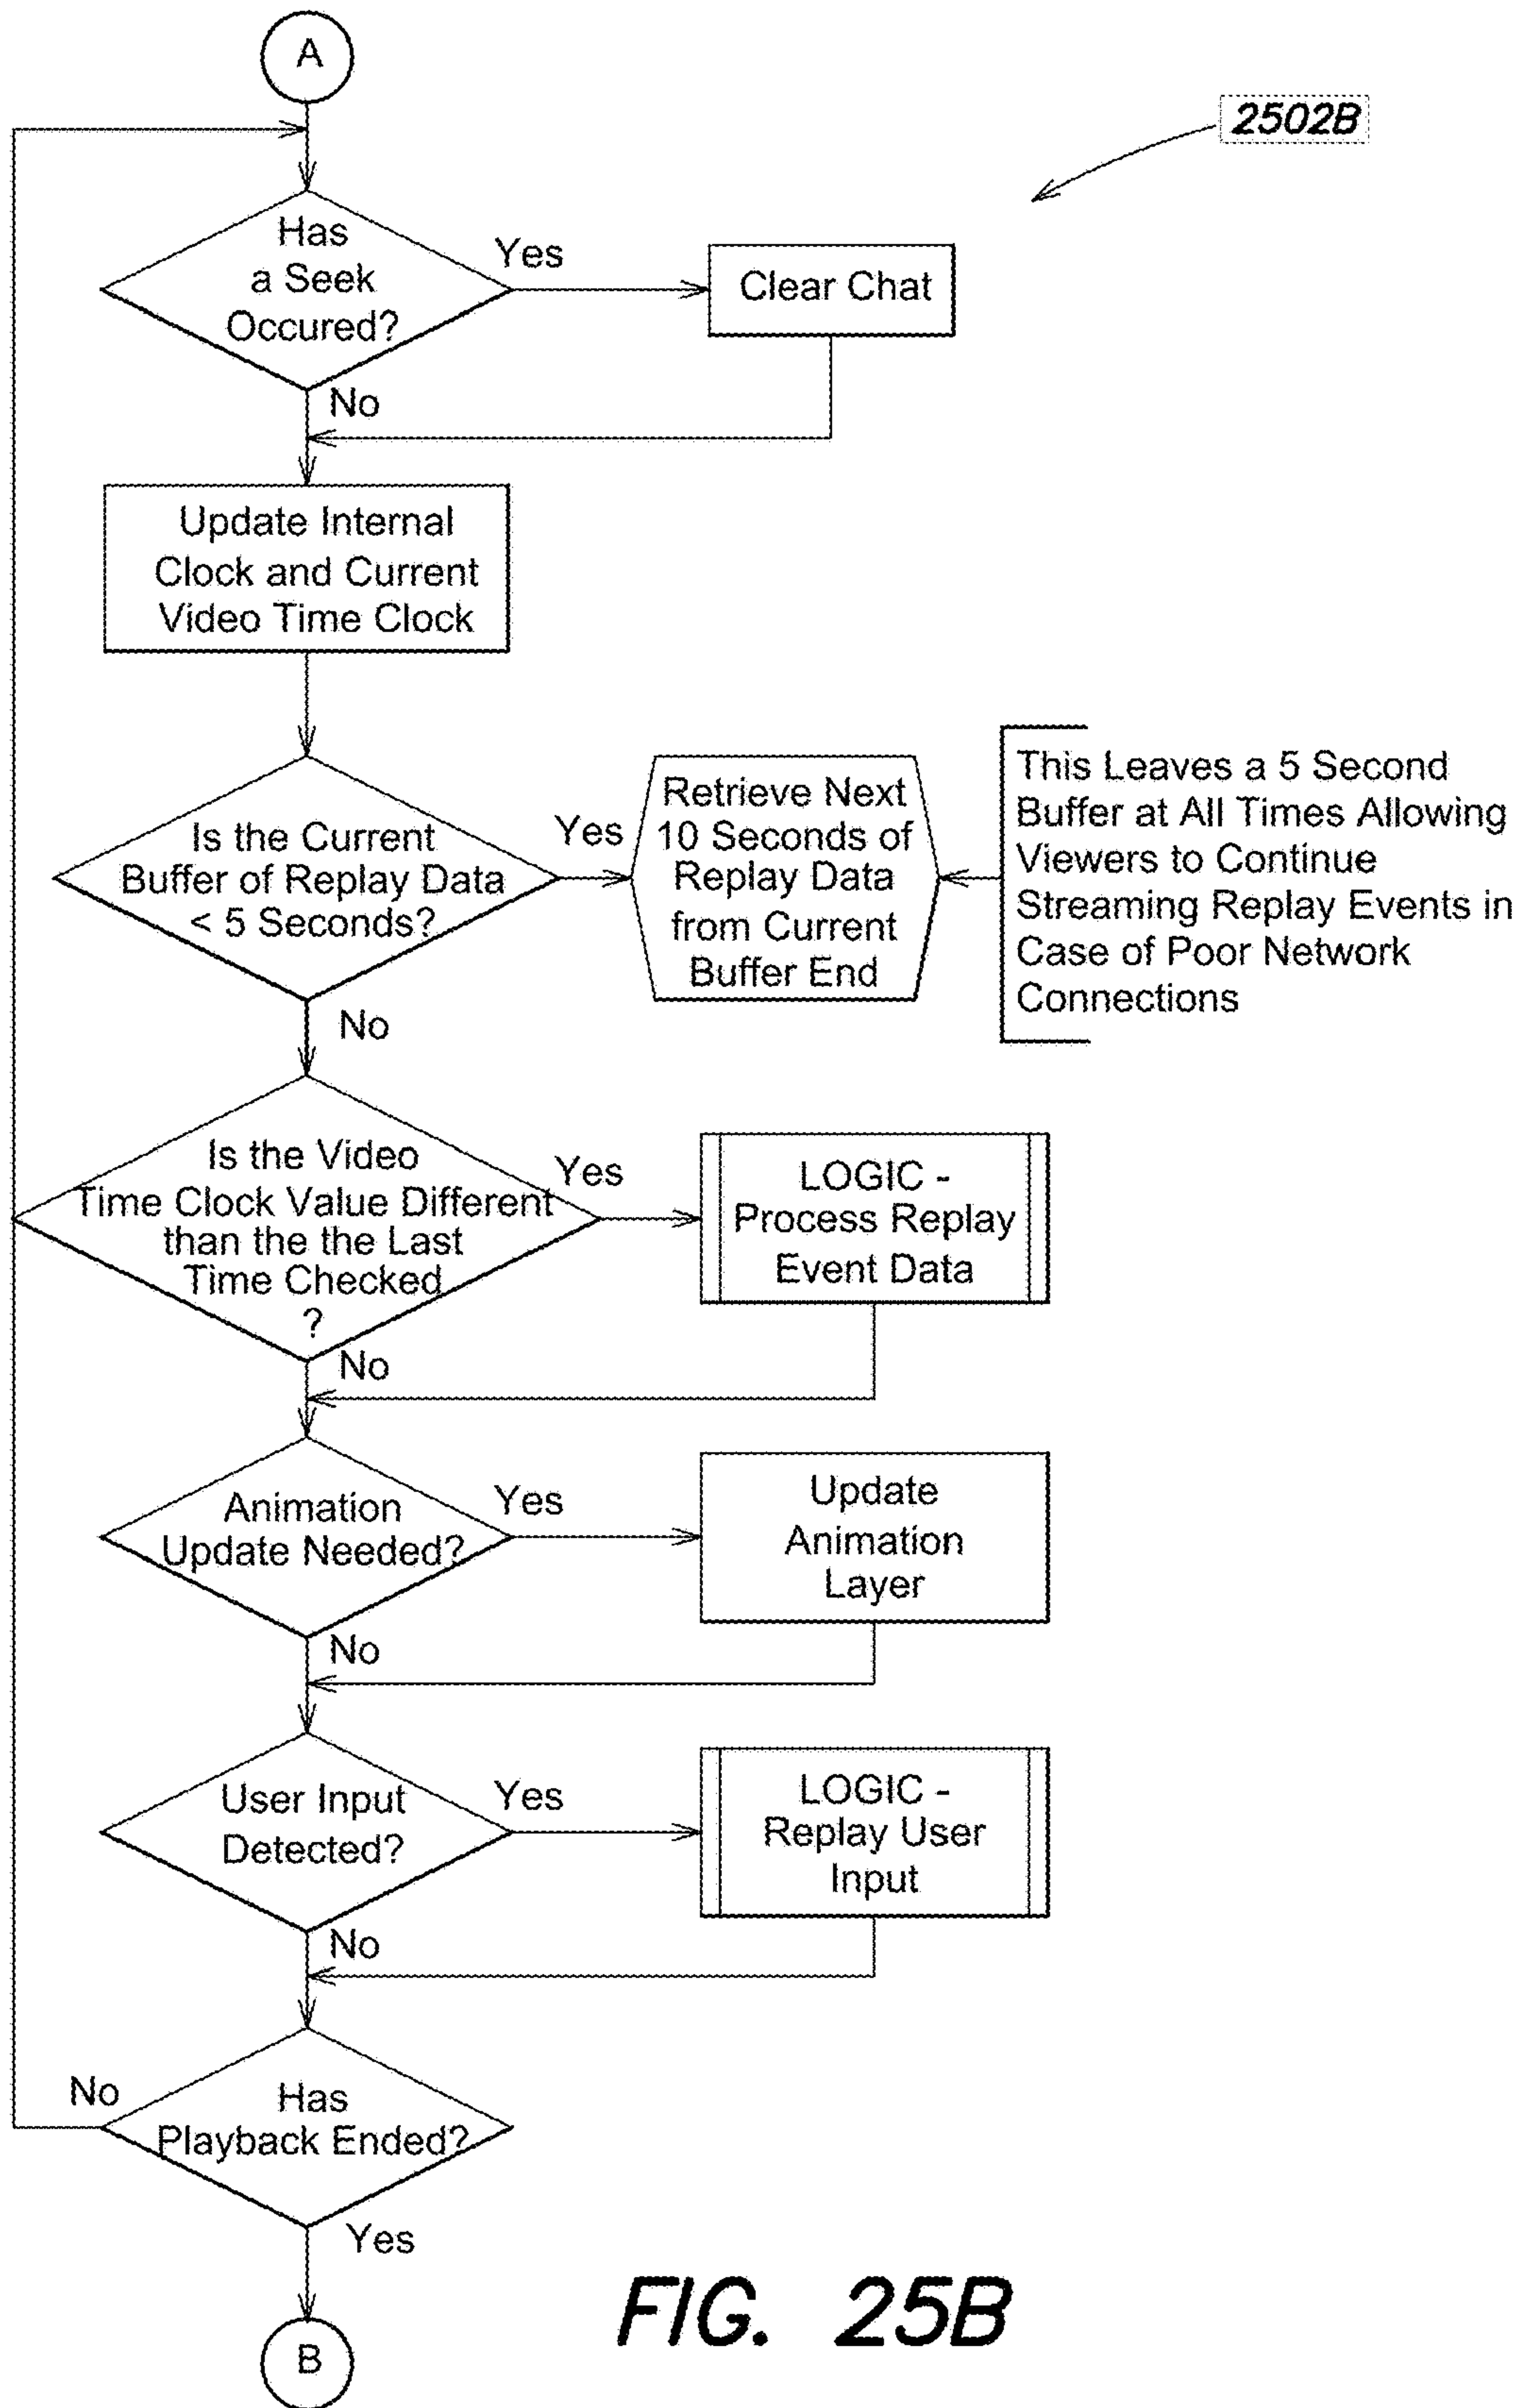 A
2502B
Has
a Seek
Occured?
Yes
Clear Chat
No
Update Internal
Clock and Current
Video Time Clock
Is the Current
Buffer of Replay Data
< 5 Seconds?
Yes
Retrieve Next
10 Seconds of
Replay Data
from Current
Buffer End
This Leaves a 5 Second
Buffer at All Times Allowing
Viewers to Continue
Streaming Replay Events in
Case of Poor Network
Connections
No
Is the Video
Time Clock Value Different
than the the Last
Time Checked
?
Yes
LOGIC -
Process Replay
Event Data
No
Animation
Update Needed?
Yes
Update
Animation
Layer
No
User Input
Detected?
Yes
LOGIC -
Replay User
Input
No
Has
Playback Ended?
No
Yes
B
FIG. 25B